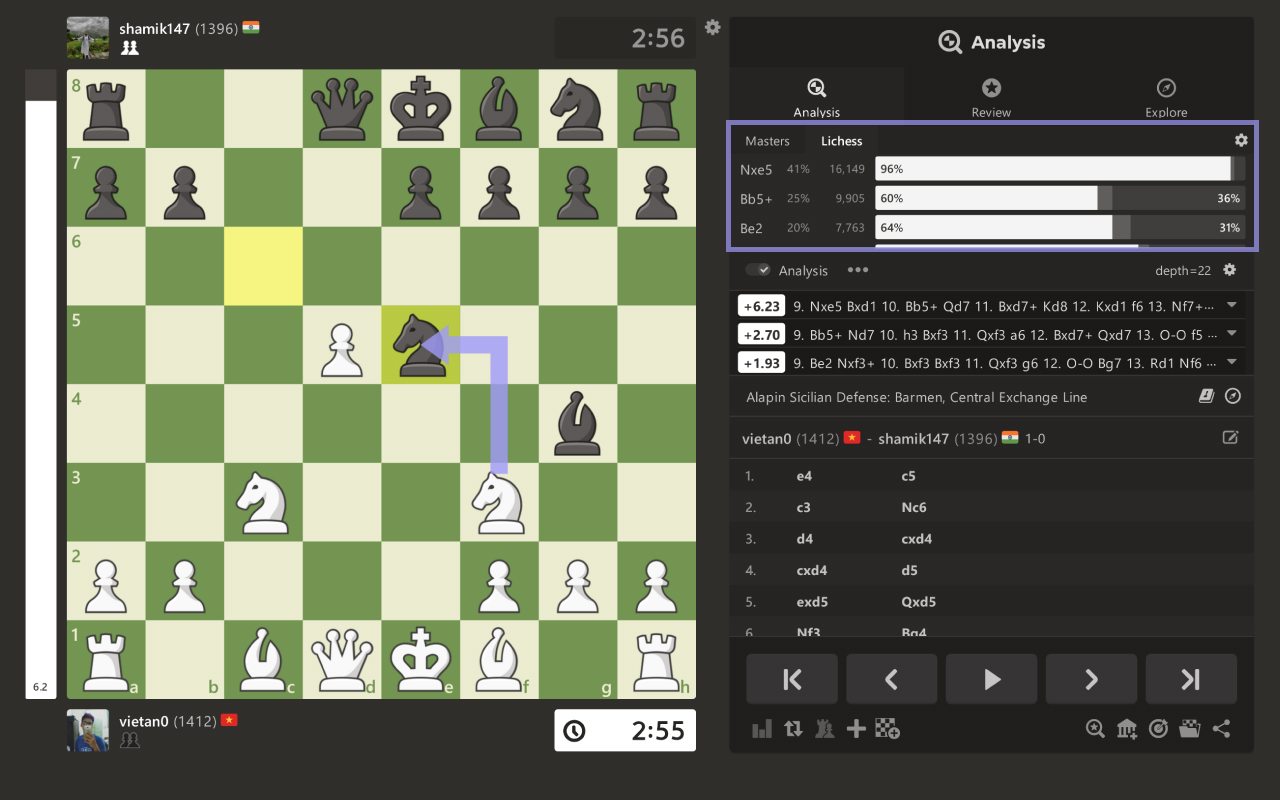 shamik147 (1396)
2:56
8
7
6
5
4
3
2
1
a
b
c
d
e
f
g
h
6.2
vietan0 (1412)
2:55
Analysis
Analysis Review Explore
Masters Lichess
Nxe5 41% 16,149 96%
Bb5+ 25% 9,905 60% 36%
Be2 20% 7,763 64% 31%
Analysis depth=22
+6.23 9. Nxe5 Bxd1 10. Bb5+ Qd7 11. Bxd7+ Kd8 12. Kxd1 f6 13. Nf7+...
+2.70 9. Bb5+ Nd7 10. h3 Bxf3 11. Qxf3 a6 12. Bxd7+ Qxd7 13. O-O f5 ...
+1.93 9. Be2 Nxf3+ 10. Bxf3 Bxf3 11. Qxf3 g6 12. O-O Bg7 13. Rd1 Nf6 ...
Alapin Sicilian Defense: Barmen, Central Exchange Line
vietan0 (1412) - shamik147 (1396) 1-0
1. e4 c5
2. c3 Nc6
3. d4 cxd4
4. cxd4 d5
5. exd5 Qxd5
6. Nf3 Bg4